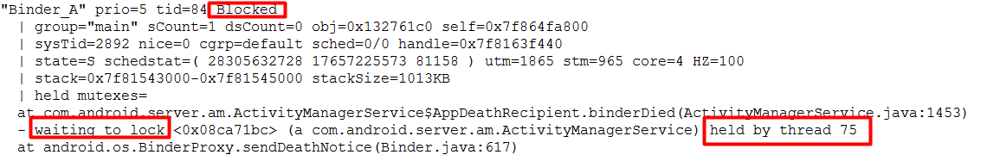 "Binder_A" prio=5 tid=84 Blocked
| group="main" sCount=1 dsCount=0 obj=0x132761c0 self=0x7f864fa800
| sysTid=2892 nice=0 cgrp=default sched=0/0 handle=0x7f8163f440
| state=S schedstat=( 28305632728 17657225573 81158 ) utm=1865 stm=965 core=4 HZ=100
| stack=0x7f81543000-0x7f81545000 stackSize=1013KB
| held mutexes=
at com.android.server.am.ActivityManagerService$AppDeathRecipient.binderDied(ActivityManagerService.java:1453)
- waiting to lock <0x08ca71bc> (a com.android.server.am.ActivityManagerService) held by thread 75
at android.os.BinderProxy.sendDeathNotice(Binder.java:617)